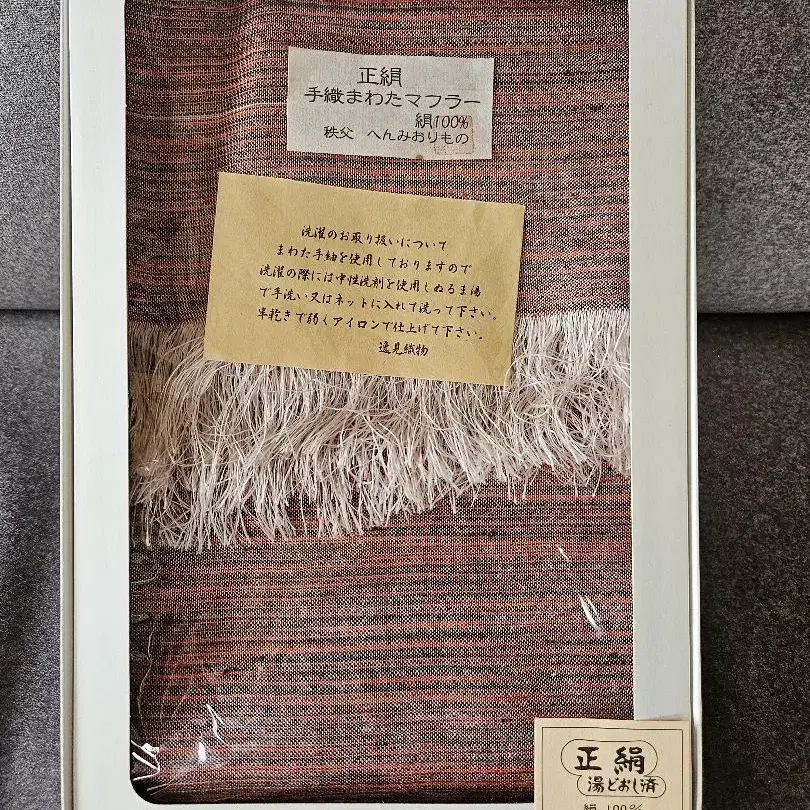 正絹
手織まわたマフラー
絹100%
秩父 へんみおりもの
洗濯のお取り扱いについて
まわた手紬を使用しておりますので
洗濯の際には中性洗剤を使用しぬるま湯
で手洗い又はネットに入れて洗って下さい。
半乾きで弱くアイロンで仕上げて下さい。
逸見織物
正絹
湯どおし済
絹 100%